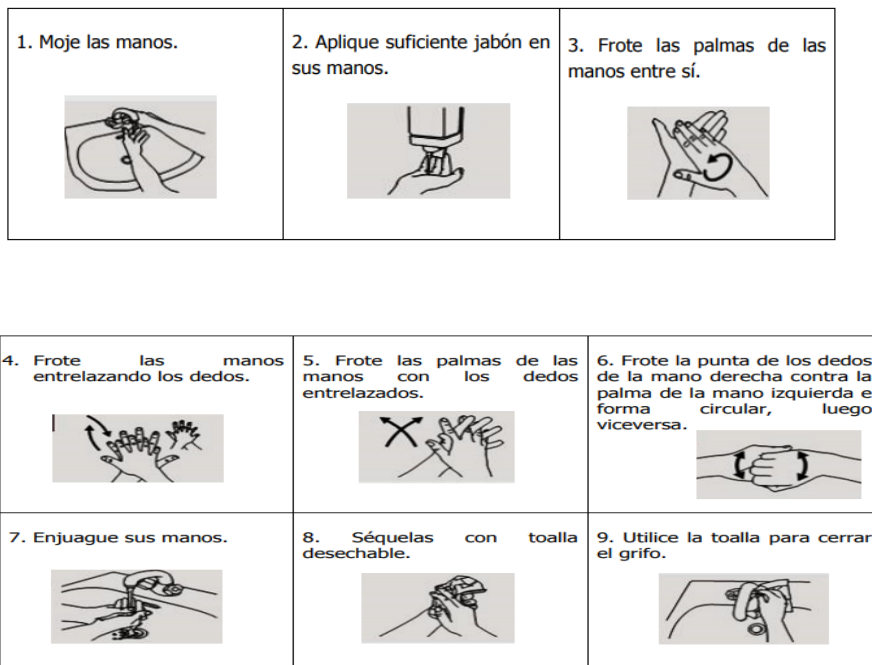 1. Moje las manos.
2. Aplique suficiente jabón en
sus manos.
3. Frote las palmas de las
manos entre sí.
4. Frote las manos
entrelazando los dedos.
5. Frote las palmas de las
manos con los dedos
entrelazados.
6. Frote la punta de los dedos
de la mano derecha contra la
palma de la mano izquierda e
forma circular, luego
viceversa.
7. Enjuague sus manos.
8. Séquelas con toalla
desechable.
9. Utilice la toalla para cerrar
el grifo.